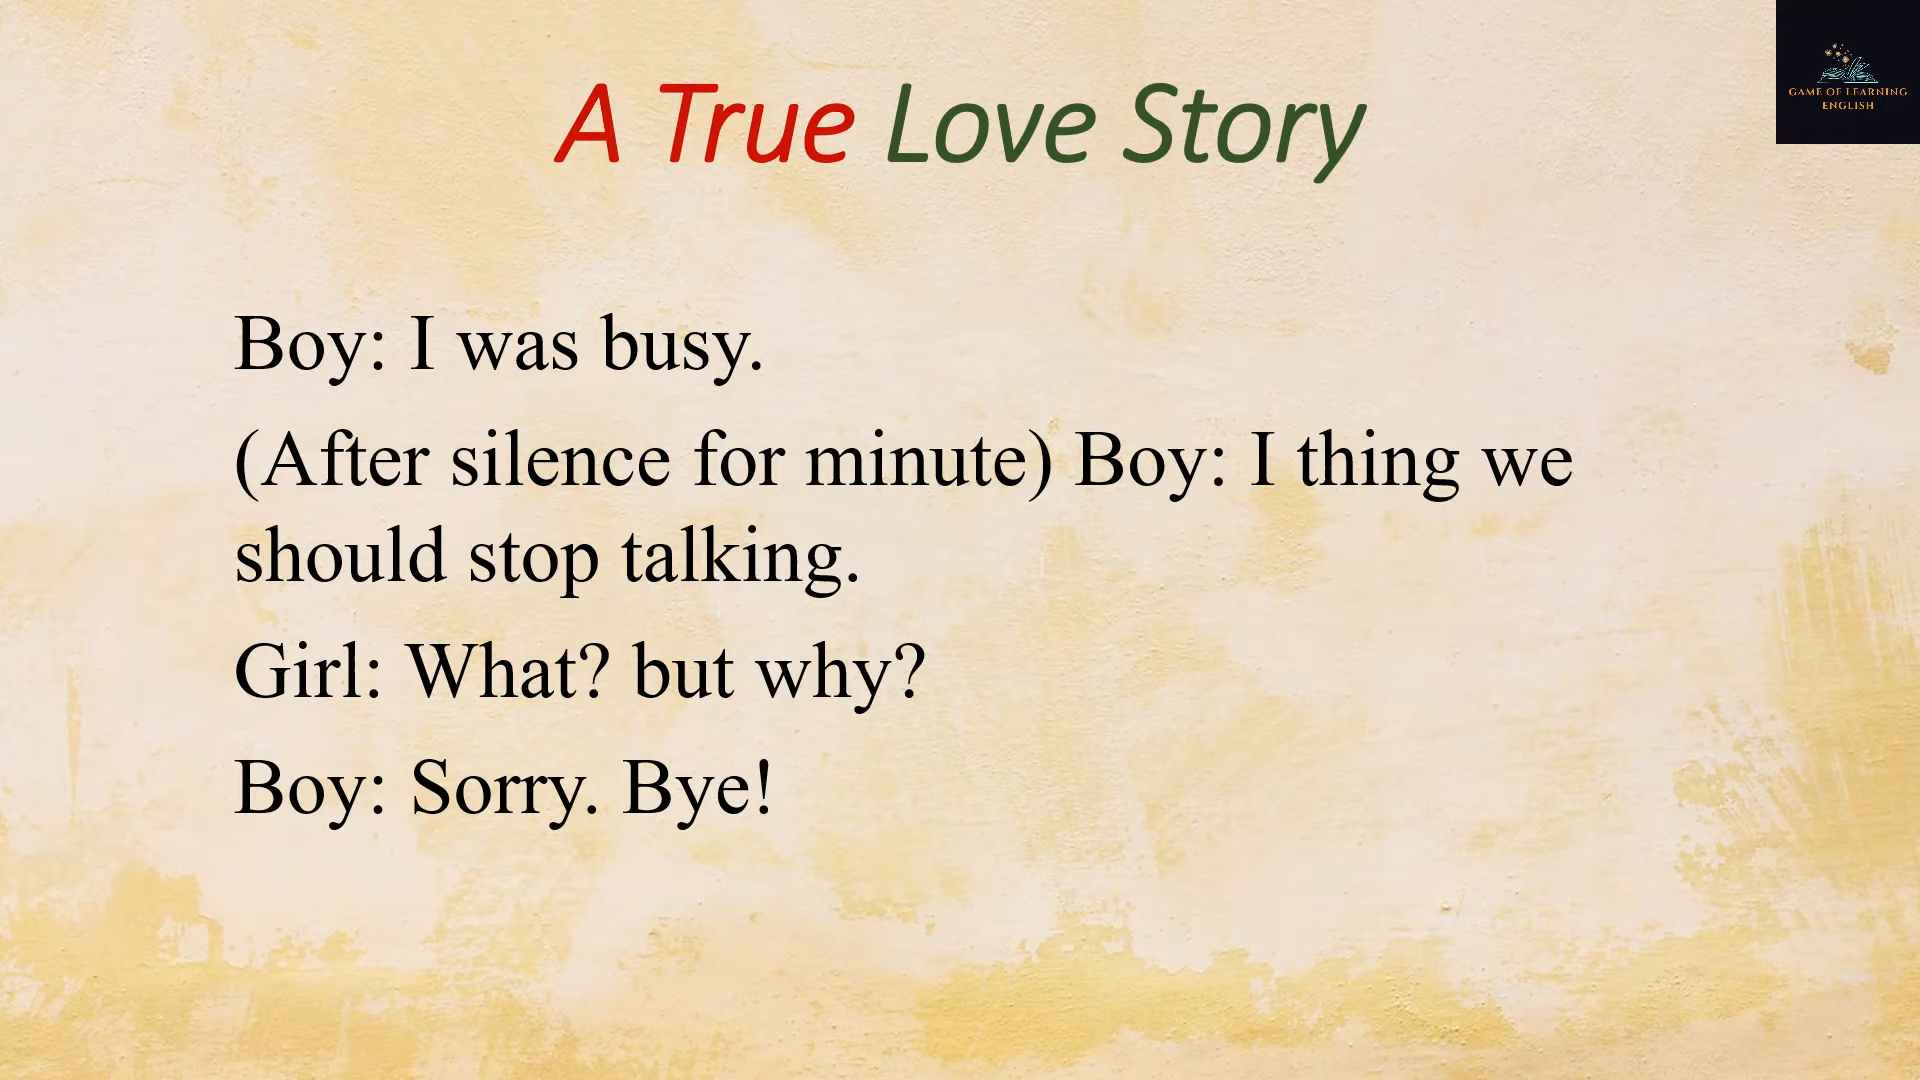 A True Love Story
GAME OF LEARNING
ENGLISH
Boy: I was busy.
(After silence for minute) Boy: I thing we
should stop talking.
Girl: What? but why?
Boy: Sorry. Bye!